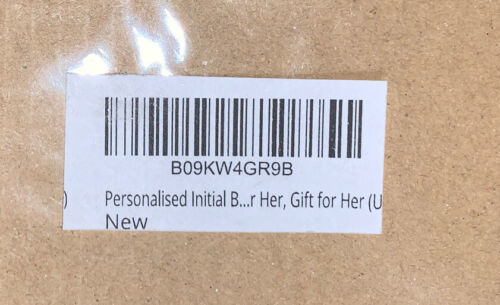 B09KW4GR9B
) Personalised Initial B...r Her, Gift for Her (U
New